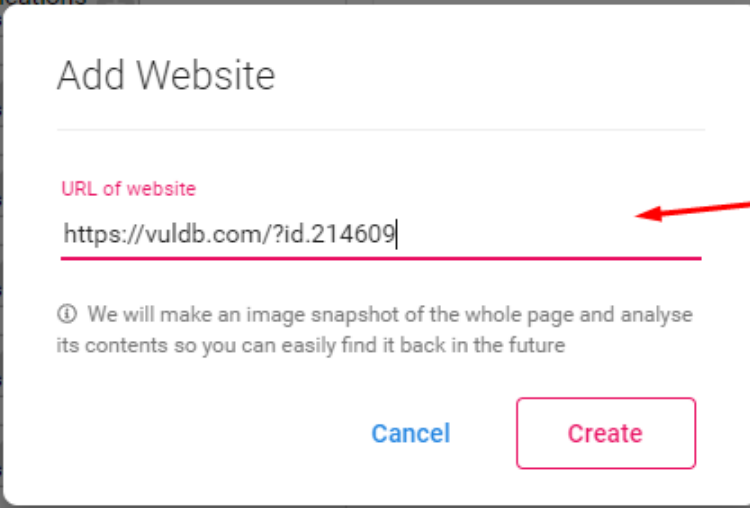 Add Website
URL of website
https://vuldb.com/?id.214609
We will make an image snapshot of the whole page and analyse
its contents so you can easily find it back in the future
Cancel
Create